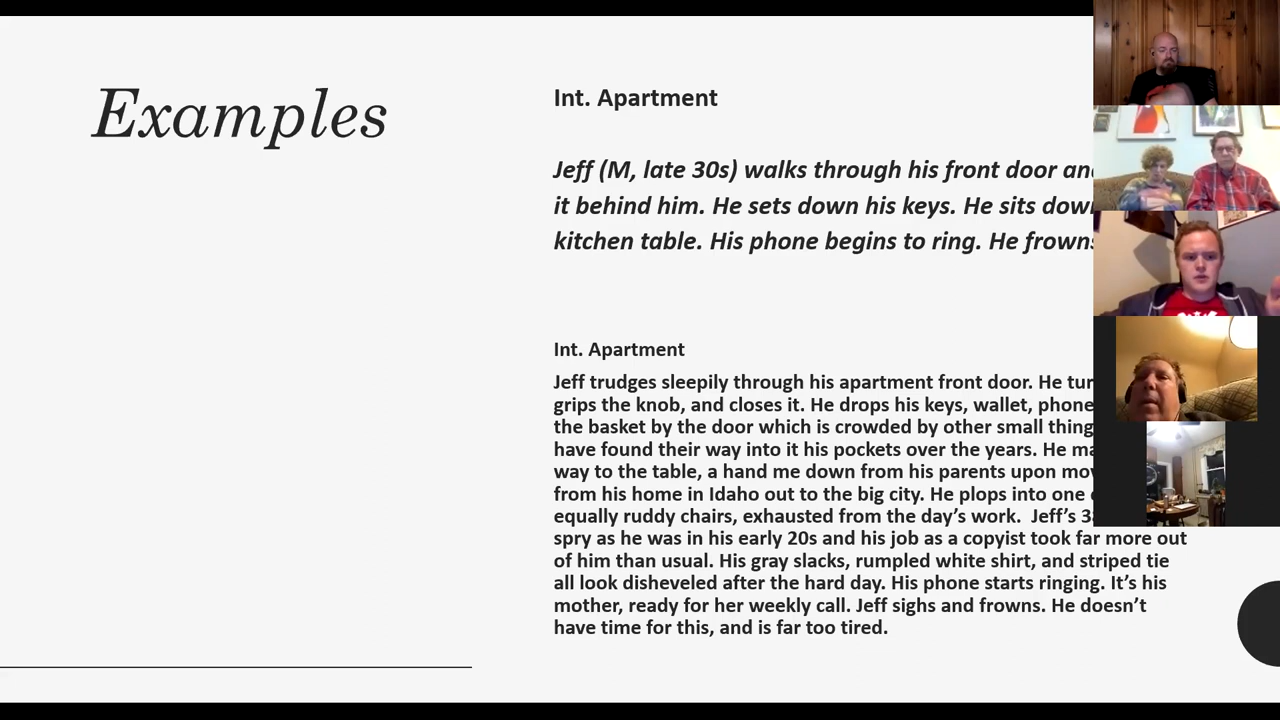 Examples
Int. Apartment
Jeff (M, late 30s) walks through his front door and
it behind him. He sets down his keys. He sits down
kitchen table. His phone begins to ring. He frowns
Int. Apartment
Jeff trudges sleepily through his apartment front door. He
grips the knob, and closes it. He drops his keys, wallet, phone
the basket by the door which is crowded by other small
have found their way into it his pockets over the years. He
way to the table, a hand me down from his parents upon
from his home in Idaho out to the big city. He plops into one
equally ruddy chairs, exhausted from the day’s work. Jeff’s
spry as he was in his early 20s and his job as a copyist took far more out
of him than usual. His gray slacks, rumpled white shirt, and striped tie
all look disheveled after the hard day. His phone starts ringing. It’s his
mother, ready for her weekly call. Jeff sighs and frowns. He doesn’t
have time for this, and is far too tired.